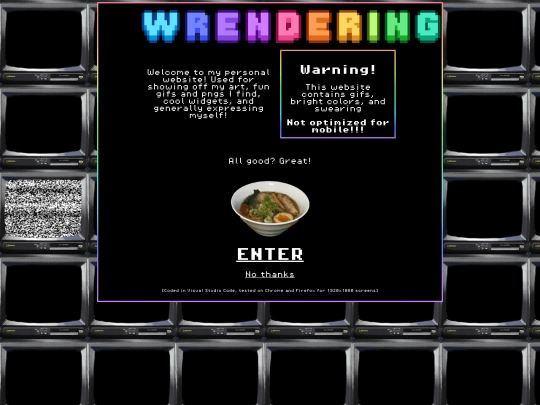 WRENDERING
Welcome to my personal
website! Used for
showing off my art, fun
gifs and pngs I find,
cool widgets, and
generally expressing
myself!
Warning!
This website
contains gifs,
bright colors, and
swearing
Not optimized for
mobile!!!
All good? Great!
ENTER
No thanks
[Coded in Visual Studio Code, tested on Chrome and Firefox for 1920x1080 screens]